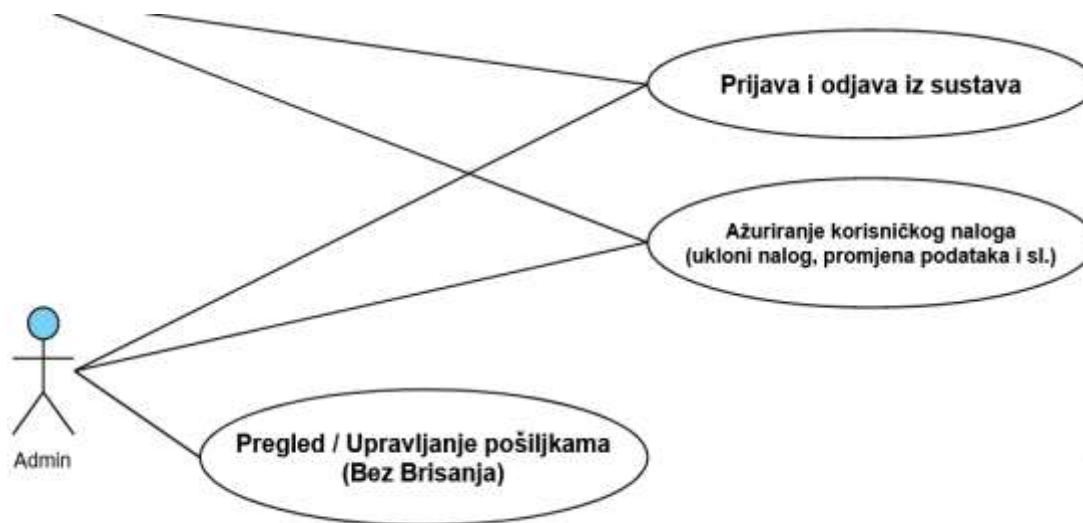 Prijava i odjava iz sustava
Ažuriranje korisničkog naloga
(ukloni nalog, promjena podataka i sl.)
Admin
Pregled / Upravljanje pošiljkama
(Bez Brisanja)